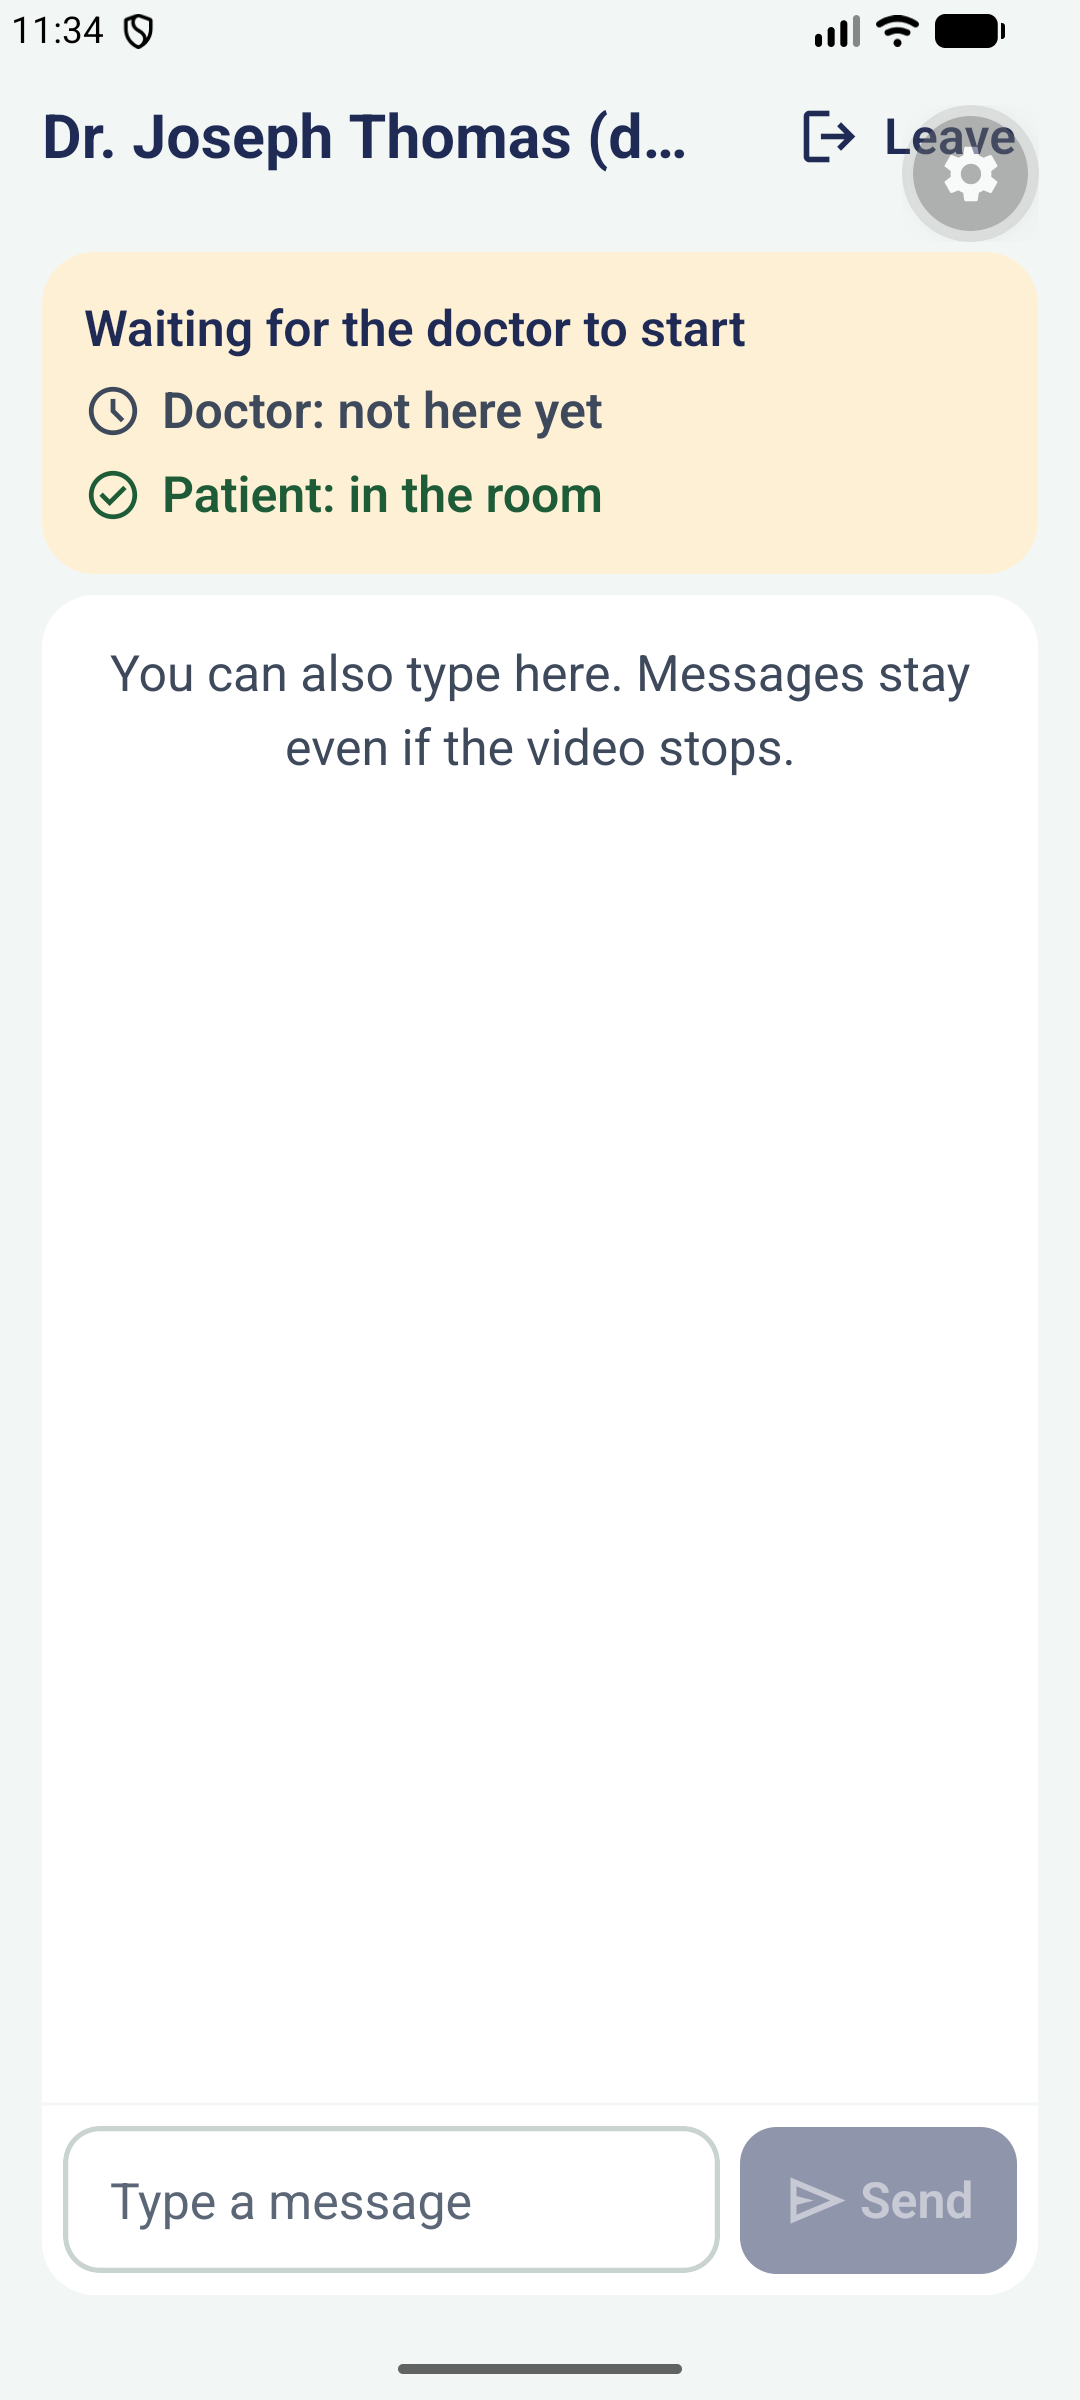 11:34
Dr. Joseph Thomas (d...
Leave
Waiting for the doctor to start
Doctor: not here yet
Patient: in the room
You can also type here. Messages stay
even if the video stops.
Type a message
Send